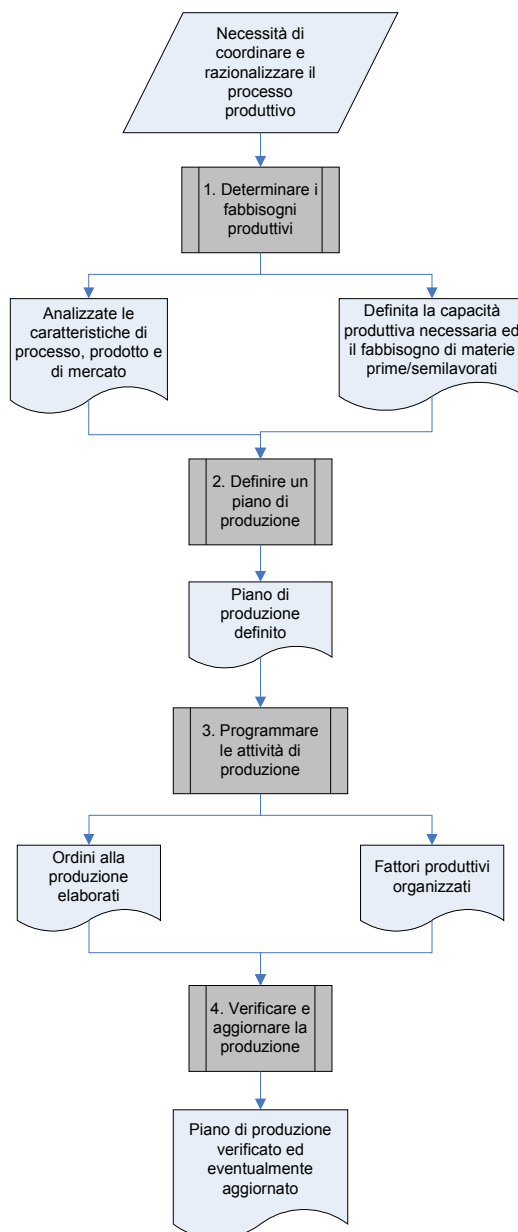 Necessità di
coordinare e
razionalizzare il
processo
produttivo
1. Determinare i
fabbisogni
produttivi
Analizzate le
caratteristiche di
processo, prodotto e
di mercato
Definita la capacità
produttiva necessaria ed
il fabbisogno di materie
prime/semilavorati
2. Definire un
piano di
produzione
Piano di
produzione
definito
3. Programmare
le attività di
produzione
Ordini alla
produzione
elaborati
Fattori produttivi
organizzati
4. Verificare e
aggiornare la
produzione
Piano di produzione
verificato ed
eventualmente
aggiornato